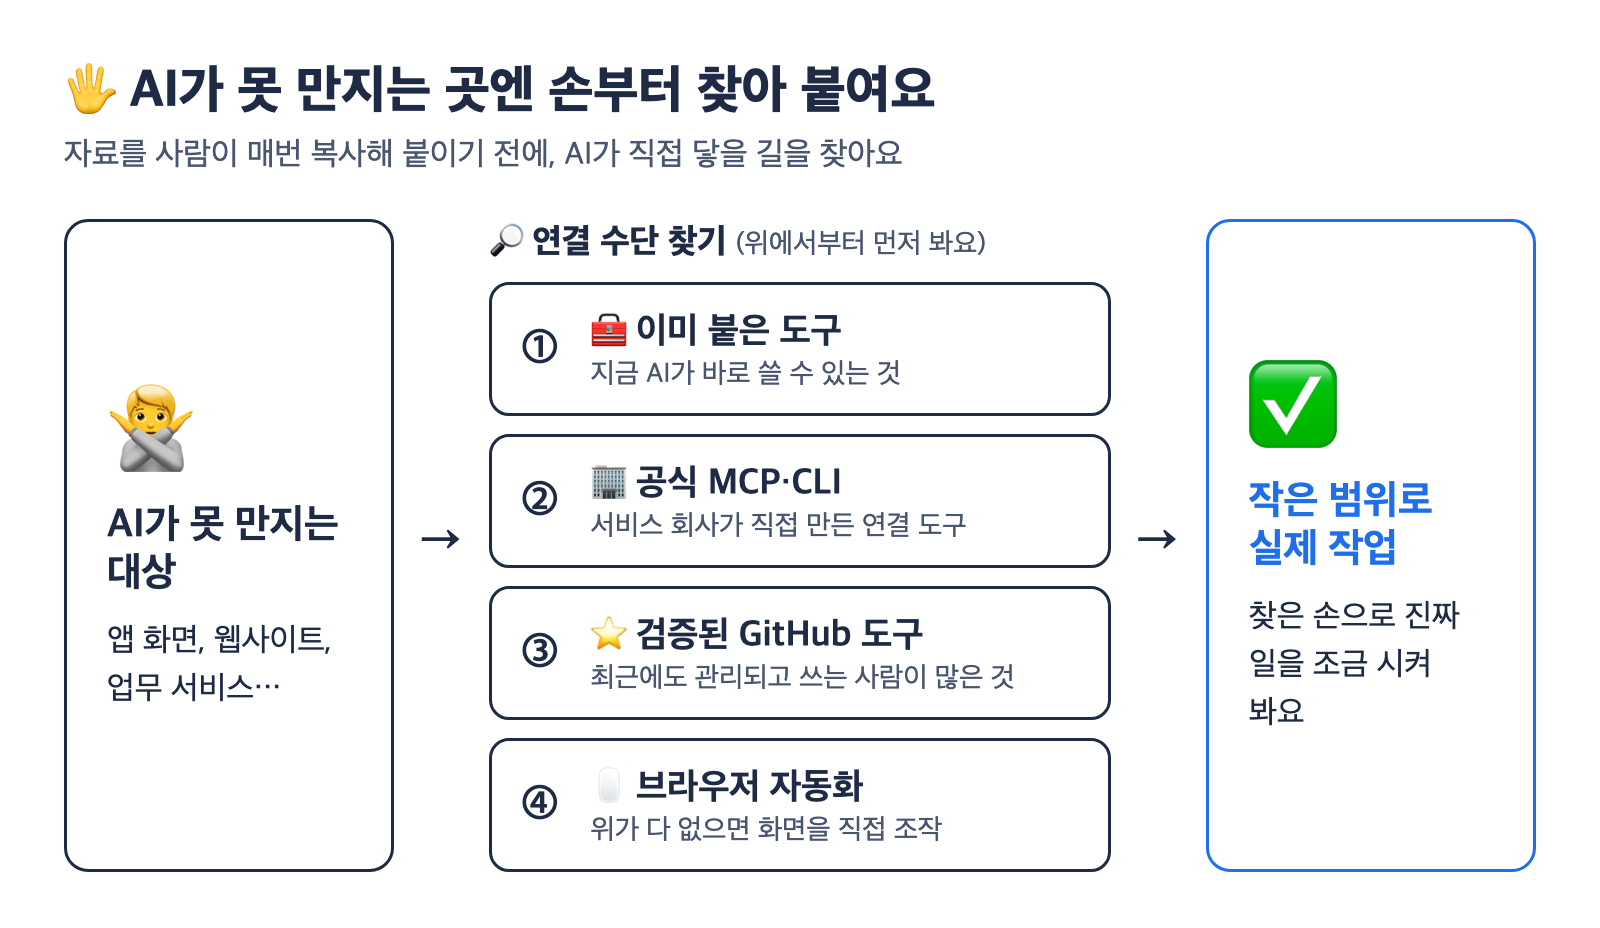 🖐️ AI가 못 만지는 곳엔 손부터 찾아 붙여요
자료를 사람이 매번 복사해 붙이기 전에, AI가 직접 닿을 길을 찾아요
AI가 못 만지는
대상
앱 화면, 웹사이트,
업무 서비스…
→
🔎 연결 수단 찾기 (위에서부터 먼저 봐요)
① 🧰 이미 붙은 도구
지금 AI가 바로 쓸 수 있는 것
② 🏢 공식 MCP·CLI
서비스 회사가 직접 만든 연결 도구
③ ⭐ 검증된 GitHub 도구
최근에도 관리되고 쓰는 사람이 많은 것
④ 🖱️ 브라우저 자동화
위가 다 없으면 화면을 직접 조작
→
작은 범위로
실제 작업
찾은 손으로 진짜
일을 조금 시켜
봐요